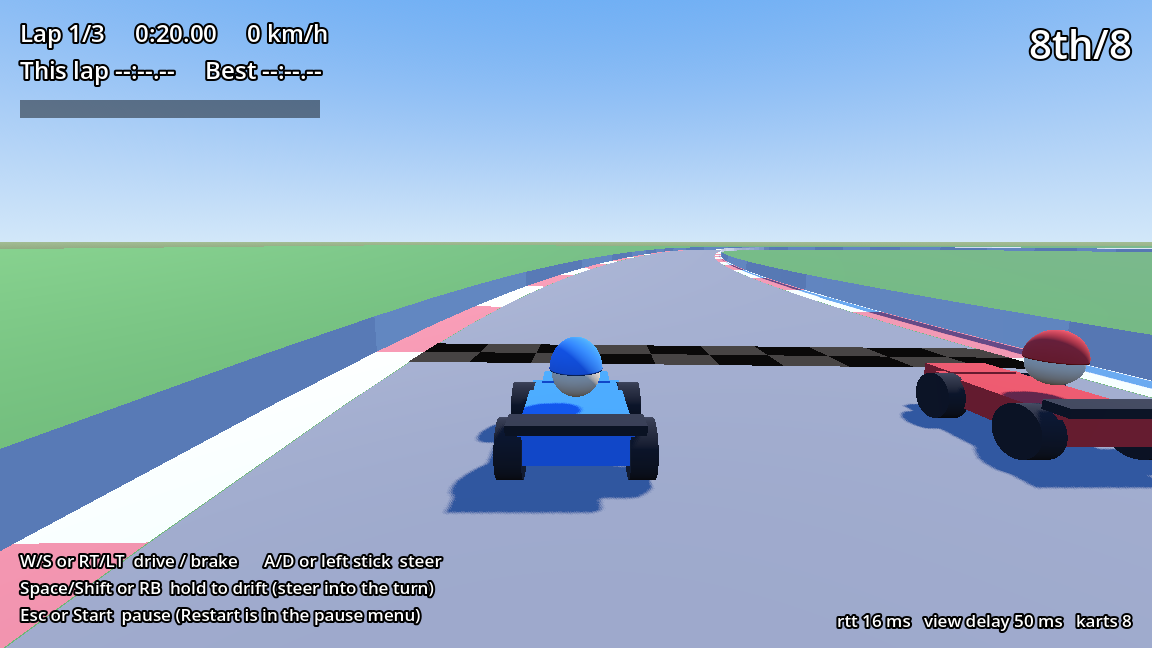 Lap 1/3 0:20.00 0 km/h
8th/8
This lap --:--.-- Best --:--.--
W/S or RT/LT drive / brake A/D or left stick steer
Space/Shift or RB hold to drift (steer into the turn)
Esc or Start pause (Restart is in the pause menu)
rtt 16 ms view delay 50 ms karts 8